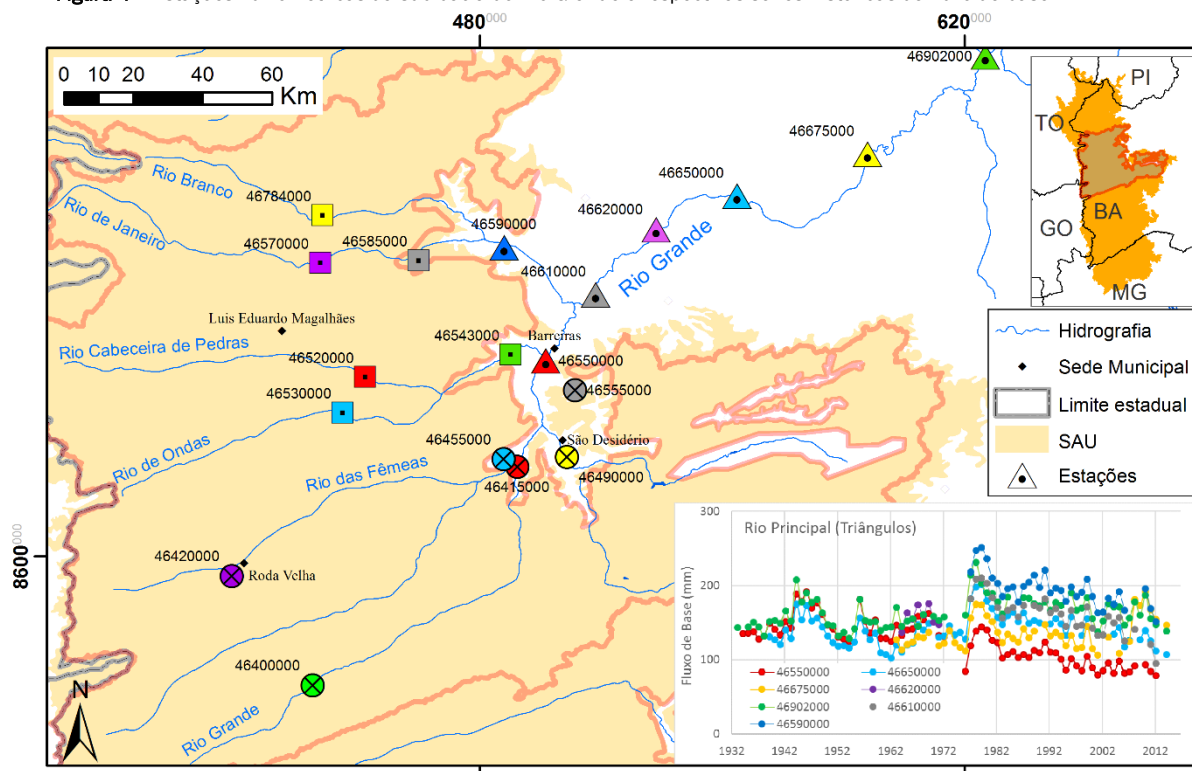 480000
620000
0 10 20 40 60
Km
46902000
PI
TO
GO
BA
MG
46675000
46650000
Rio Branco
46784000
Rio de Janeiro
46570000
46585000
46590000
46620000
46610000
Rio Grande
Luis Eduardo Magalhães
Rio Cabeceira de Pedras
46520000
46543000
Barreiras
46550000
46555000
46530000
Rio de Ondas
46455000
São Desidério
Rio das Fêmeas
46415000
46490000
Hidrografia
Sede Municipal
Limite estadual
SAU
Estações
8600000
46420000
Roda Velha
46400000
Rio Grande
N
Rio Principal (Triângulos)
Fluxo de Base (mm)
300
200
100
0
46550000
46650000
46675000
46620000
46902000
46610000
46590000
1932 1942 1952 1962 1972 1982 1992 2002 2012